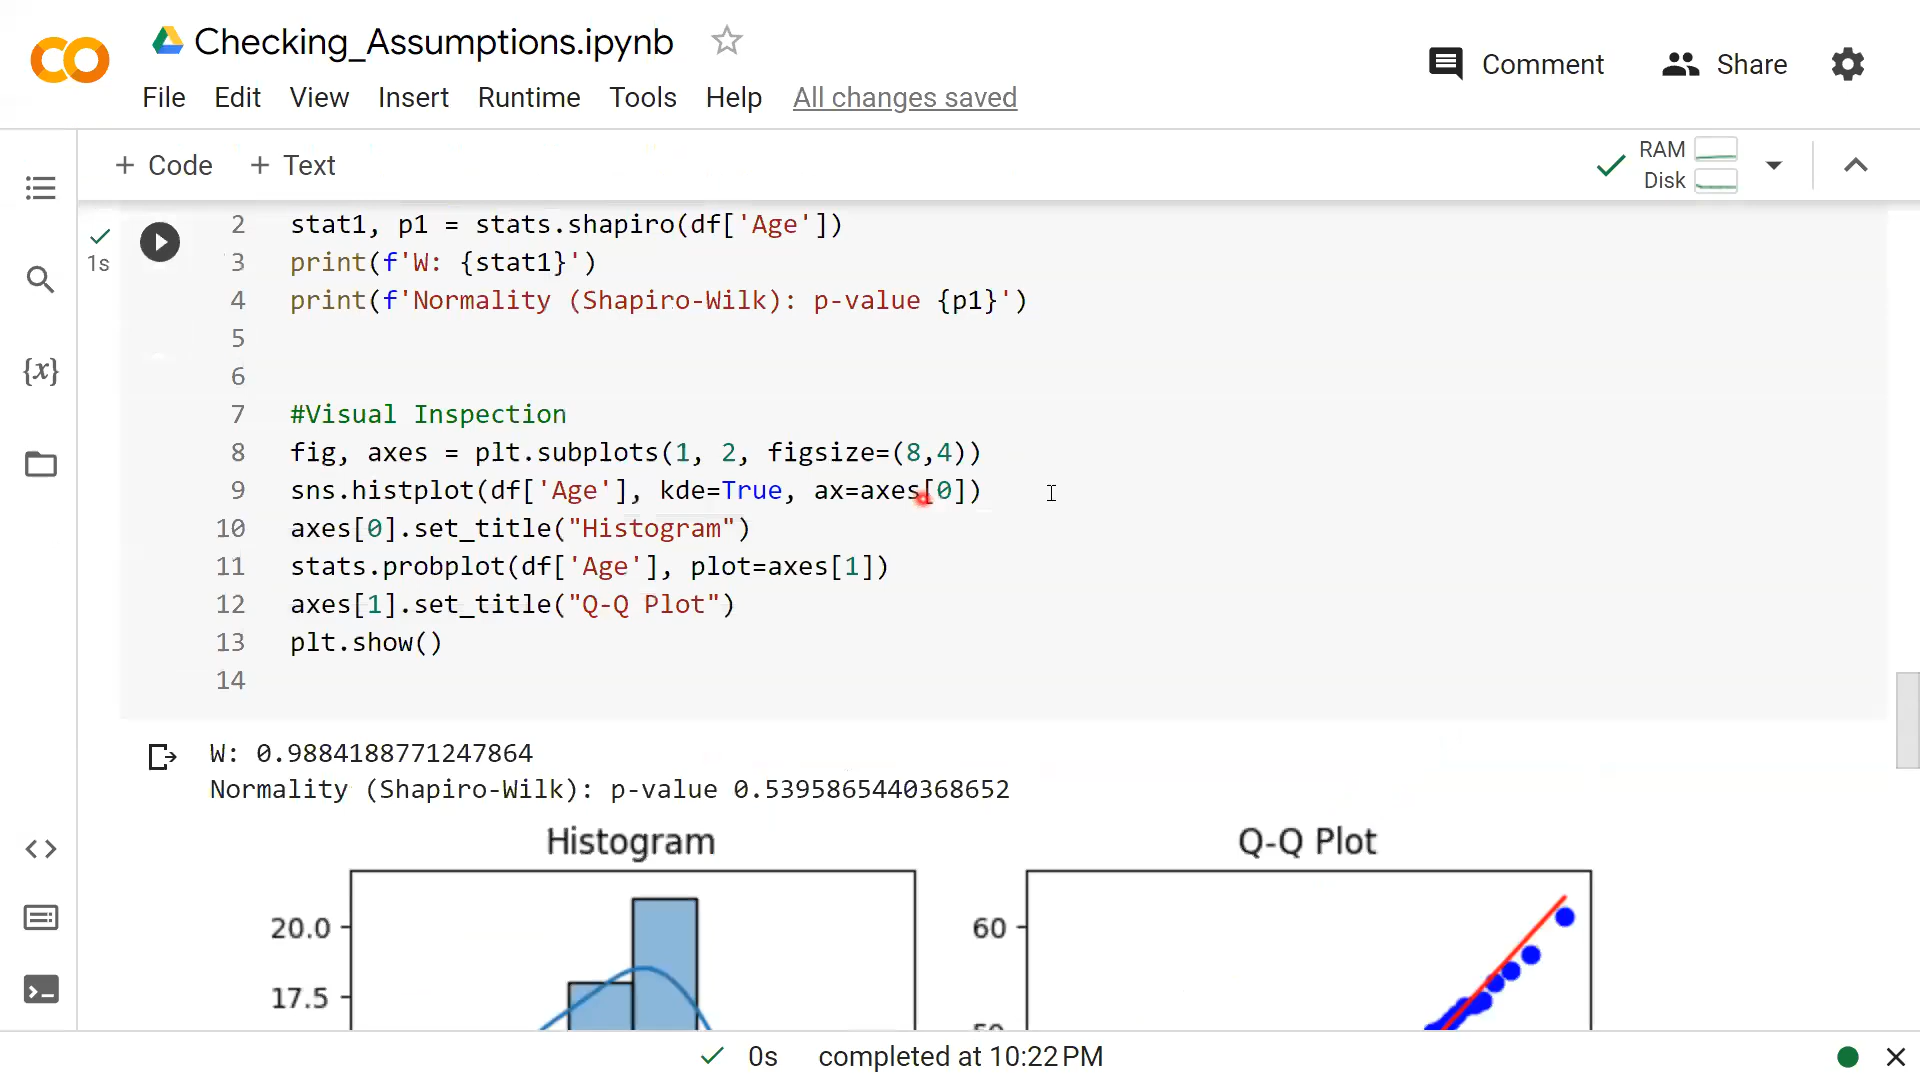 Checking_Assumptions.ipynb
File Edit View Insert Runtime Tools Help All changes saved
Comment Share
+ Code + Text
RAM
Disk
1s
2 stat1, p1 = stats.shapiro(df['Age'])
3 print(f'W: {stat1}')
4 print(f'Normality (Shapiro-Wilk): p-value {p1}')
5
6
7 #Visual Inspection
8 fig, axes = plt.subplots(1, 2, figsize=(8,4))
9 sns.histplot(df['Age'], kde=True, ax=axes[0])
10 axes[0].set_title("Histogram")
11 stats.probplot(df['Age'], plot=axes[1])
12 axes[1].set_title("Q-Q Plot")
13 plt.show()
14
{x}
W: 0.9884188771247864
Normality (Shapiro-Wilk): p-value 0.5395865440368652
Histogram
Q-Q Plot
20.0
17.5
60
0s completed at 10:22 PM